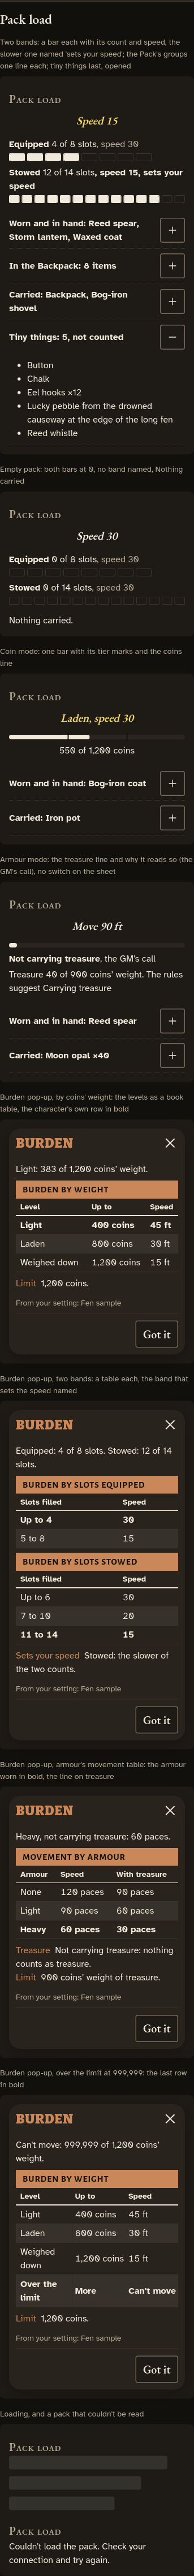 Pack load
Two bands: a bar each with its count and speed, the
slower one named 'sets your speed'; the Pack's groups
one line each; tiny things last, opened
Pack load
Speed 15
Equipped 4 of 8 slots, speed 30
Stowed 12 of 14 slots, speed 15, sets your
speed
Worn and in hand: Reed spear,
Storm lantern, Waxed coat
+
In the Backpack: 8 items
+
Carried: Backpack, Bog-iron
shovel
+
Tiny things: 5, not counted
−
• Button
• Chalk
• Eel hooks ×12
• Lucky pebble from the drowned
causeway at the edge of the long fen
• Reed whistle
Empty pack: both bars at 0, no band named, Nothing
carried
Pack load
Speed 30
Equipped 0 of 8 slots, speed 30
Stowed 0 of 14 slots, speed 30
Nothing carried.
Coin mode: one bar with its tier marks and the coins
line
Pack load
Laden, speed 30
550 of 1,200 coins
Worn and in hand: Bog-iron coat
+
Carried: Iron pot
+
Armour mode: the treasure line and why it reads so (the
GM's call), no switch on the sheet
Pack load
Move 90 ft
Not carrying treasure, the GM's call
Treasure 40 of 900 coins' weight. The rules
suggest Carrying treasure
Worn and in hand: Reed spear
+
Carried: Moon opal ×40
+
Burden pop-up, by coins' weight: the levels as a book
table, the character's own row in bold
BURDEN
Light: 383 of 1,200 coins' weight.
BURDEN BY WEIGHT
Level Up to Speed
Light 400 coins 45 ft
Laden 800 coins 30 ft
Weighed down 1,200 coins 15 ft
Limit 1,200 coins.
From your setting: Fen sample
Got it
Burden pop-up, two bands: a table each, the band that
sets the speed named
BURDEN
Equipped: 4 of 8 slots. Stowed: 12 of 14
slots.
BURDEN BY SLOTS EQUIPPED
Slots filled Speed
Up to 4 30
5 to 8 15
BURDEN BY SLOTS STOWED
Slots filled Speed
Up to 6 30
7 to 10 20
11 to 14 15
Sets your speed Stowed: the slower of
the two counts.
From your setting: Fen sample
Got it
Burden pop-up, armour's movement table: the armour
worn in bold, the line on treasure
BURDEN
Heavy, not carrying treasure: 60 paces.
MOVEMENT BY ARMOUR
Armour Speed With treasure
None 120 paces 90 paces
Light 90 paces 60 paces
Heavy 60 paces 30 paces
Treasure Not carrying treasure: nothing
counts as treasure.
Limit 900 coins' weight of treasure.
From your setting: Fen sample
Got it
Burden pop-up, over the limit at 999,999: the last row
in bold
BURDEN
Can't move: 999,999 of 1,200 coins'
weight.
BURDEN BY WEIGHT
Level Up to Speed
Light 400 coins 45 ft
Laden 800 coins 30 ft
Weighed
down 1,200 coins 15 ft
Over the
limit More Can't move
Limit 1,200 coins.
From your setting: Fen sample
Got it
Loading, and a pack that couldn't be read
Pack load
Pack load
Couldn't load the pack. Check your
connection and try again.